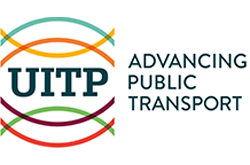 UITP
ADVANCING
PUBLIC
TRANSPORT